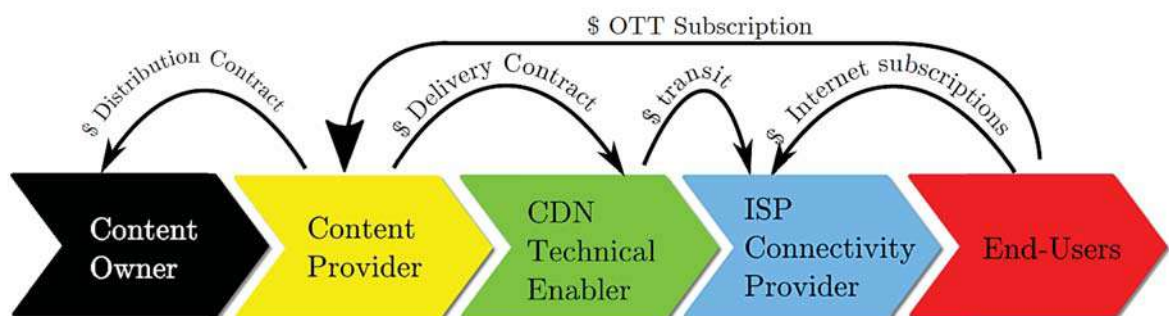 $ OTT Subscription
$ Distribution Contract
$ Delivery Contract
$ transit
$ Internet subscriptions
Content
Owner
Content
Provider
CDN
Technical
Enabler
ISP
Connectivity
Provider
End-Users